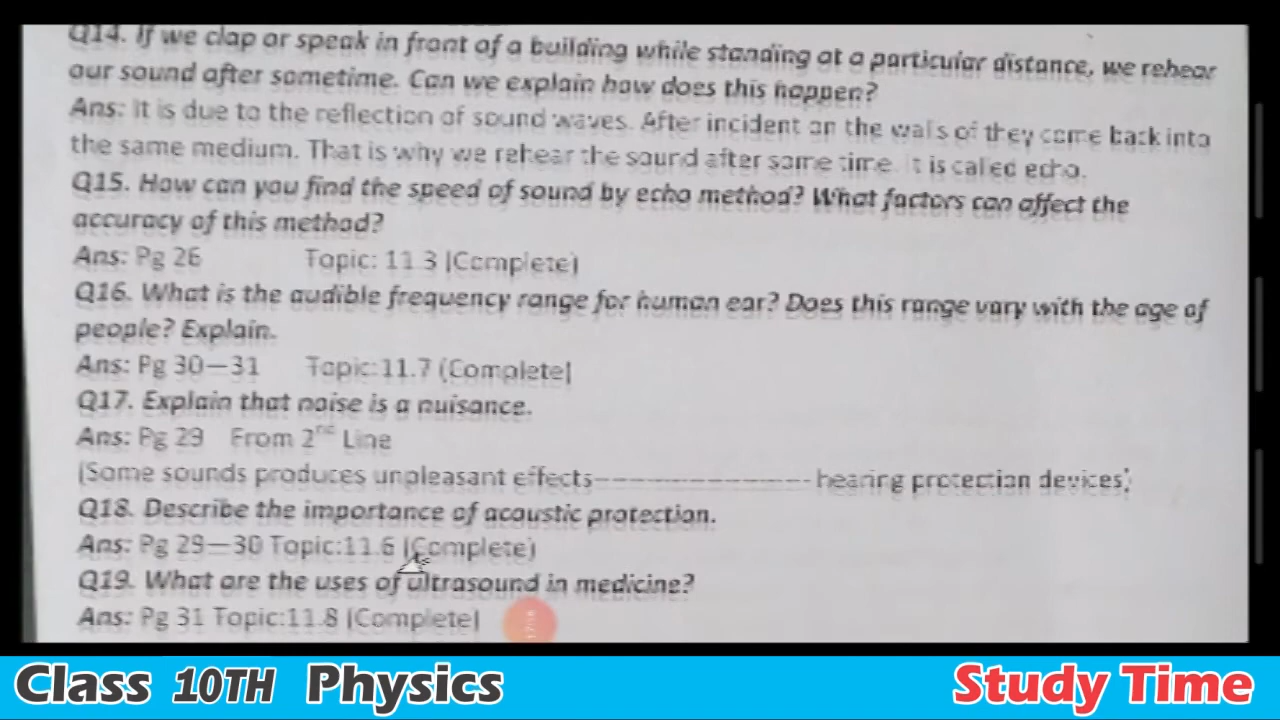 Q14. If we clap or speak in front of a building while standing at a particular distance, we rehear
our sound after sometime. Can we explain how does this happen?
Ans: It is due to the reflection of sound waves. After incident on the walls of they come back into
the same medium. That is why we rehear the sound after some time. It is called echo.
Q15. How can you find the speed of sound by echo method? What factors can affect the
accuracy of this method?
Ans: Pg 26 Topic: 11.3 (Complete)
Q16. What is the audible frequency range for human ear? Does this range vary with the age of
people? Explain.
Ans: Pg 30—31 Topic:11.7 (Complete)
Q17. Explain that noise is a nuisance.
Ans: Pg 29 From 2nd Line
(Some sounds produces unpleasant effects---------------- hearing protection devices)
Q18. Describe the importance of acoustic protection.
Ans: Pg 29—30 Topic:11.6 (Complete)
Q19. What are the uses of ultrasound in medicine?
Ans: Pg 31 Topic:11.8 (Complete)
Class 10TH Physics
Study Time